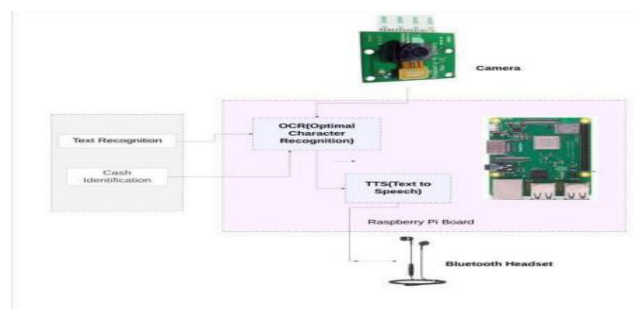 Camera
OCR(Optimal
Character
Recognition)
Text Recognition
Cash
Identification
TTS(Text to
Speech)
Raspberry Pi Board
Bluetooth Headset